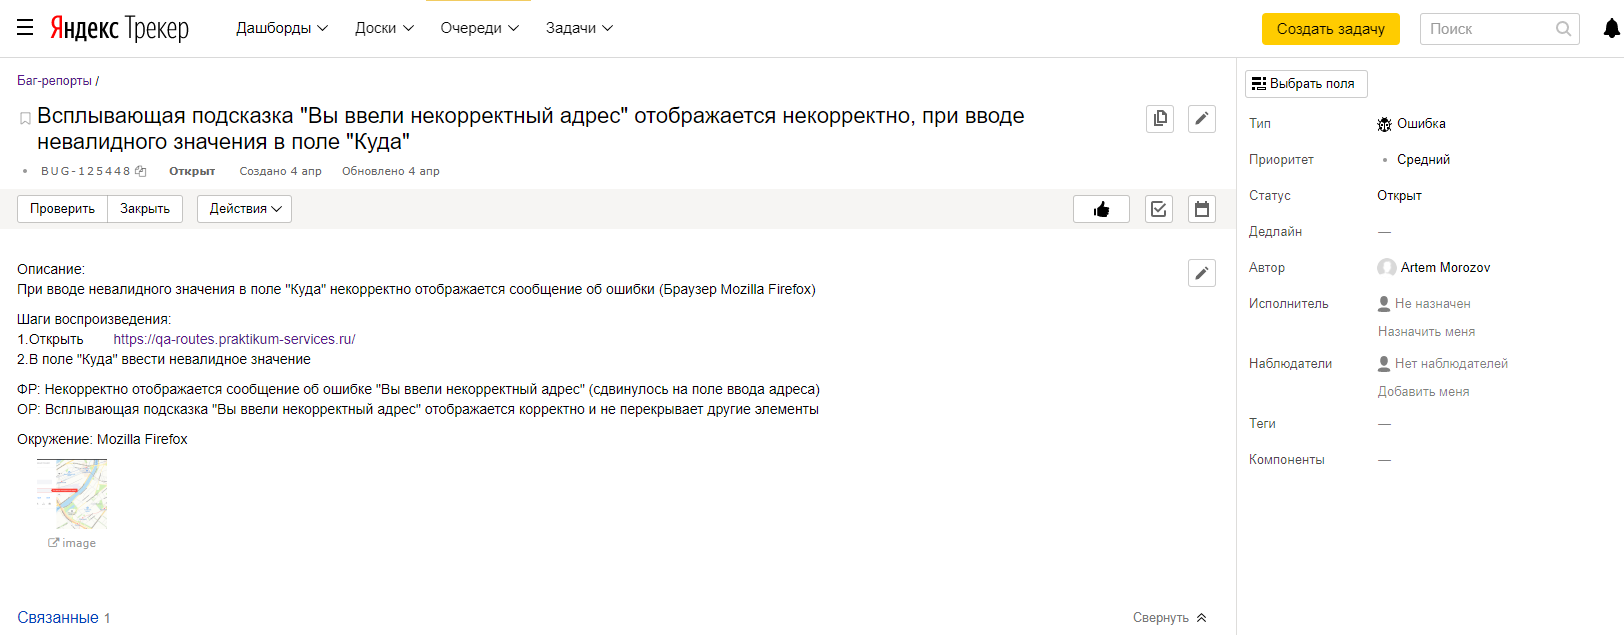 Яндекс Трекер
Дашборды
Доски
Очереди
Задачи
Создать задачу
Поиск
Баг-репорты /
Всплывающая подсказка "Вы ввели некорректный адрес" отображается некорректно, при вводе
невалидного значения в поле "Куда"
BUG-125448 Открыт Создано 4 апр Обновлено 4 апр
Проверить Закрыть Действия
Описание:
При вводе невалидного значения в поле "Куда" некорректно отображается сообщение об ошибки (Браузер Mozilla Firefox)
Шаги воспроизведения:
1.Открыть https://qa-routes.praktikum-services.ru/
2.В поле "Куда" ввести невалидное значение
ФР: Некорректно отображается сообщение об ошибке "Вы ввели некорректный адрес" (сдвинулось на поле ввода адреса)
ОР: Всплывающая подсказка "Вы ввели некорректный адрес" отображается корректно и не перекрывает другие элементы
Окружение: Mozilla Firefox
image
Связанные 1
Свернуть
Выбрать поля
Тип Ошибка
Приоритет Средний
Статус Открыт
Дедлайн —
Автор Artem Morozov
Исполнитель Не назначен
Назначить меня
Наблюдатели Нет наблюдателей
Добавить меня
Теги —
Компоненты —